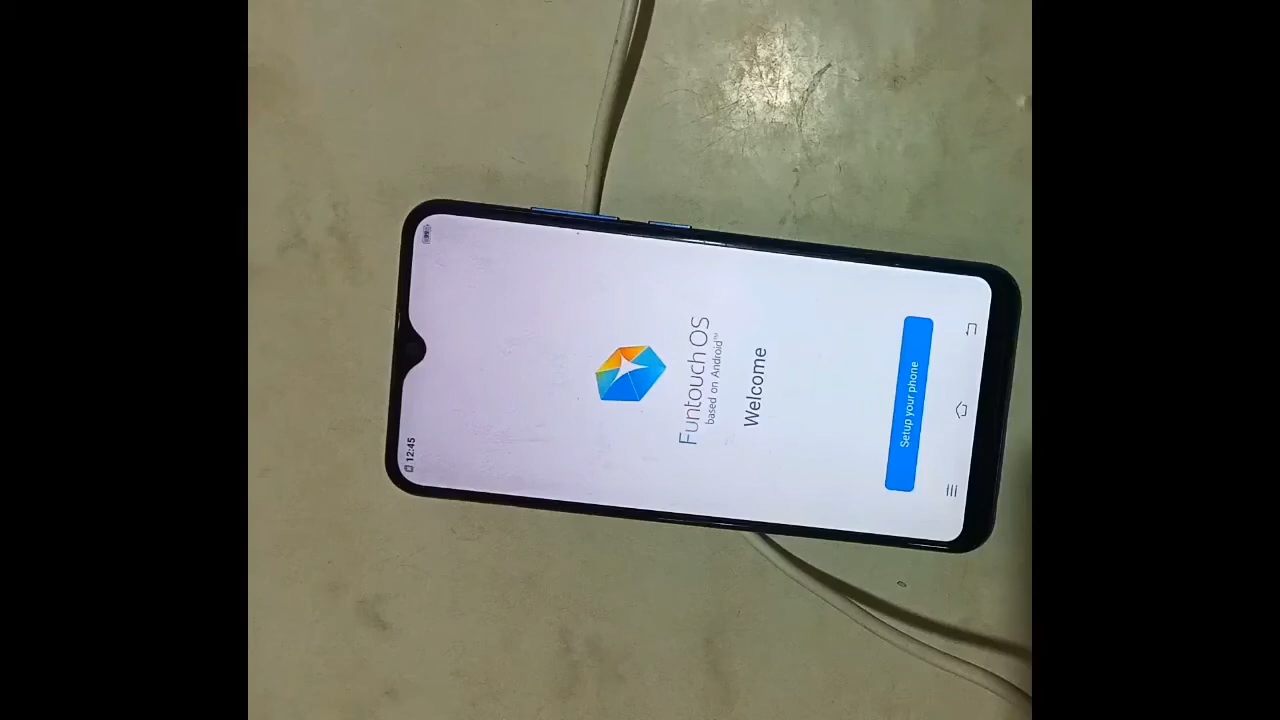 12:45
Funtouch OS
based on Android™
Welcome
Setup your phone